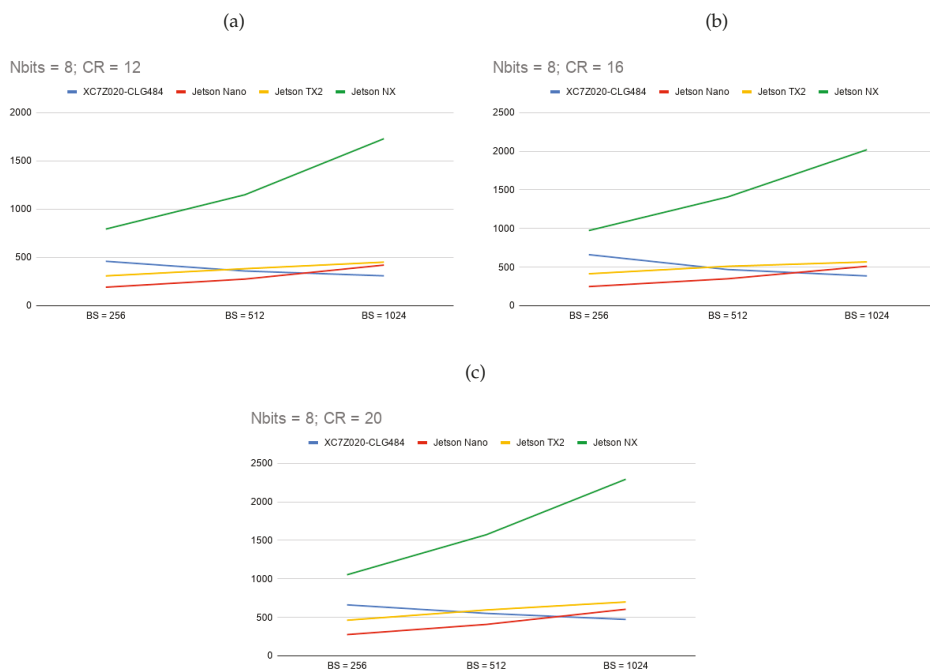 (a)
(b)
Nbits = 8; CR = 12
XC7Z020-CLG484 Jetson Nano Jetson TX2 Jetson NX
2000
1500
1000
500
0
BS = 256 BS = 512 BS = 1024
Nbits = 8; CR = 16
XC7Z020-CLG484 Jetson Nano Jetson TX2 Jetson NX
2500
2000
1500
1000
500
0
BS = 256 BS = 512 BS = 1024
(c)
Nbits = 8; CR = 20
XC7Z020-CLG484 Jetson Nano Jetson TX2 Jetson NX
2500
2000
1500
1000
500
0
BS = 256 BS = 512 BS = 1024